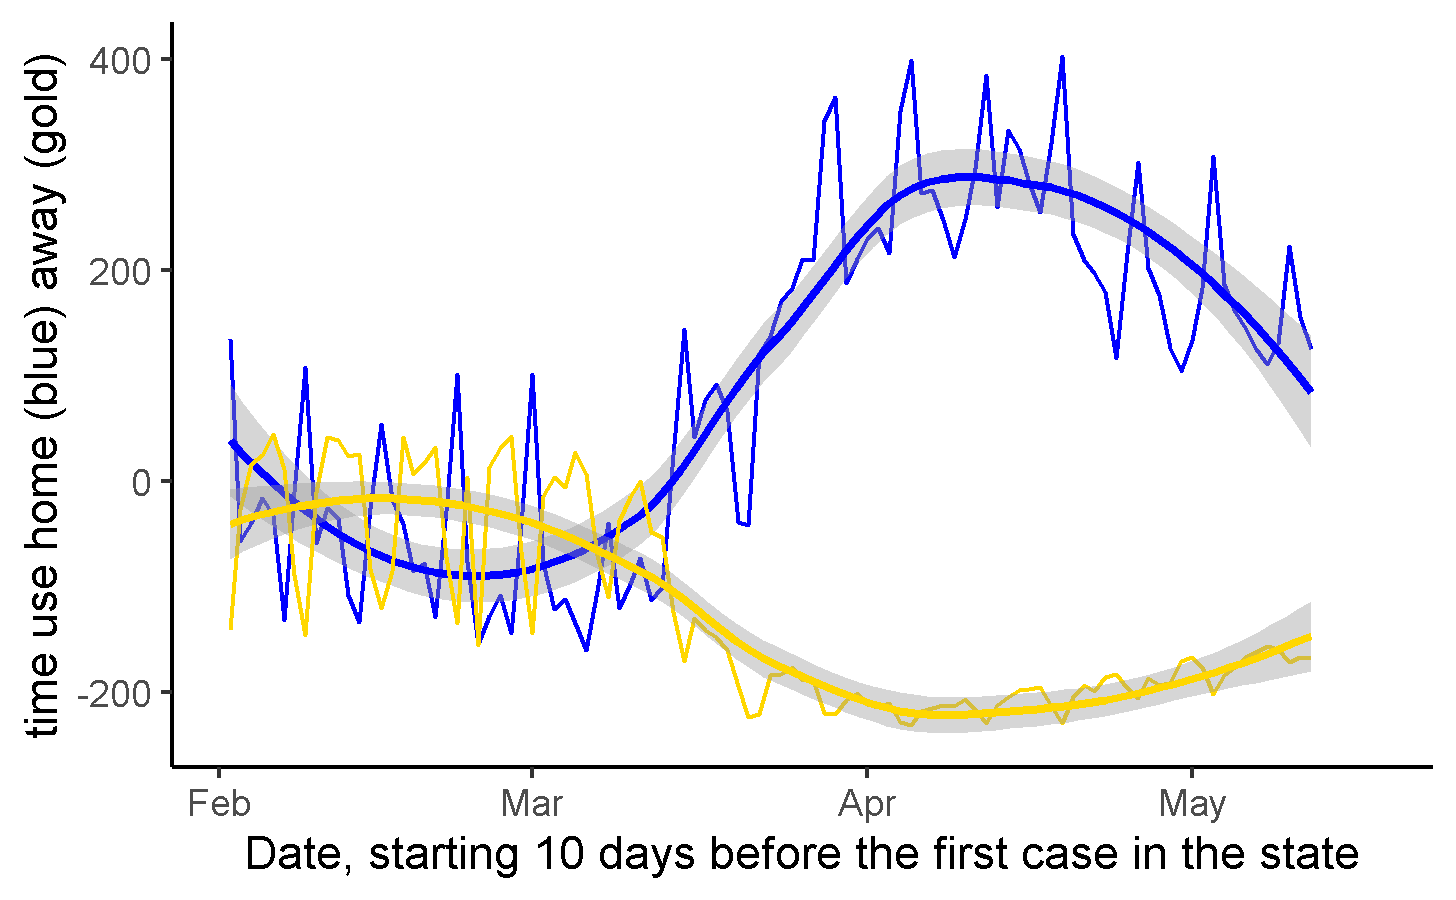 time use home (blue) away (gold)
400
200
0
-200
Feb Mar Apr May
Date, starting 10 days before the first case in the state